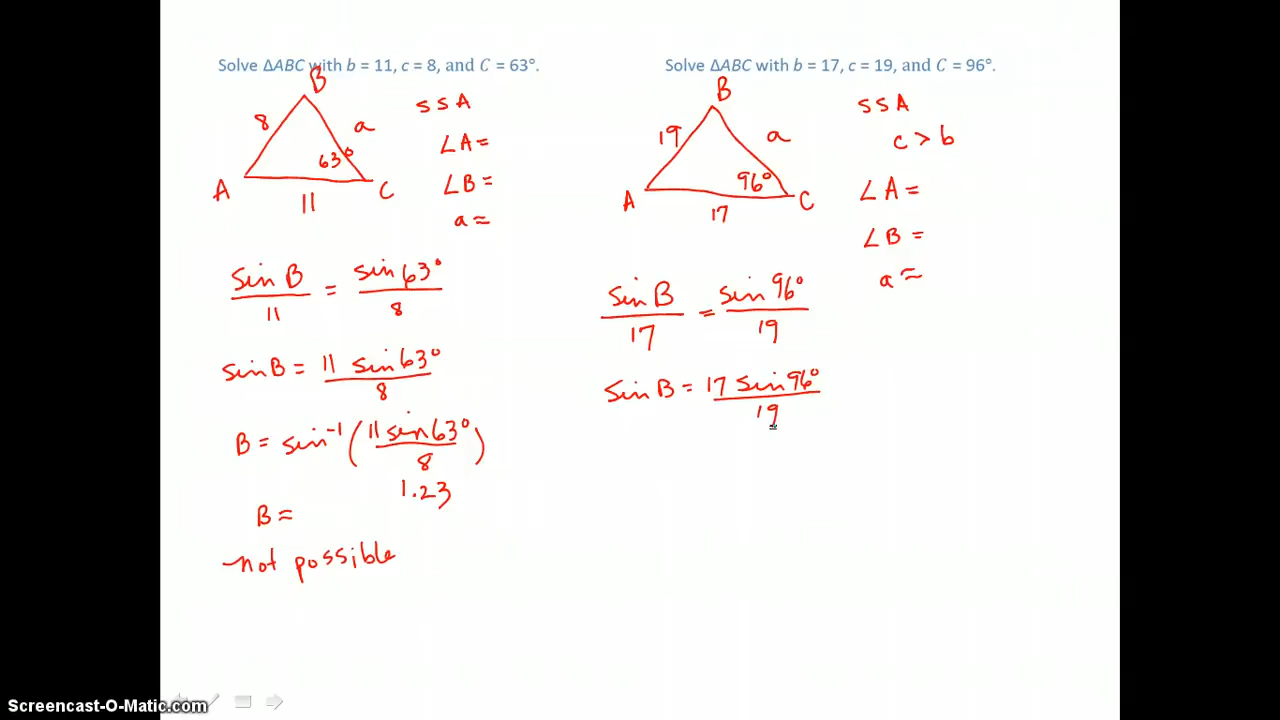 Solve ΔABC with b = 11, c = 8, and C = 63°.
B
8
a
63°
A
C
11
SSA
∠A =
∠B =
a ≈
sin B / 11 = sin 63° / 8
sin B = 11 sin 63° / 8
B = sin⁻¹ (11 sin 63° / 8)
1.23
B =
not possible
Solve ΔABC with b = 17, c = 19, and C = 96°.
B
19
a
96°
A
C
17
SSA
c > b
∠A =
∠B =
a ≈
sin B / 17 = sin 96° / 19
sin B = 17 sin 96° / 19
Screencast-O-Matic.com